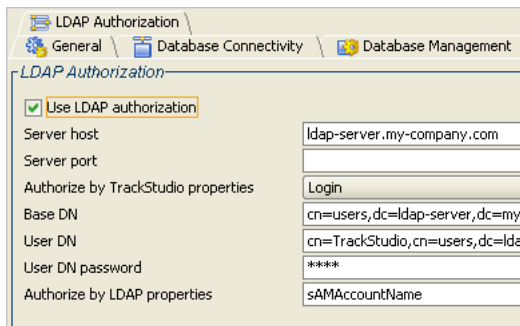 LDAP Authorization
General
Database Connectivity
Database Management
LDAP Authorization
Use LDAP authorization
Server host
ldap-server.my-company.com
Server port
Authorize by TrackStudio properties
Login
Base DN
cn=users,dc=ldap-server,dc=my
User DN
cn=TrackStudio,cn=users,dc=lda
User DN password
****
Authorize by LDAP properties
sAMAccountName